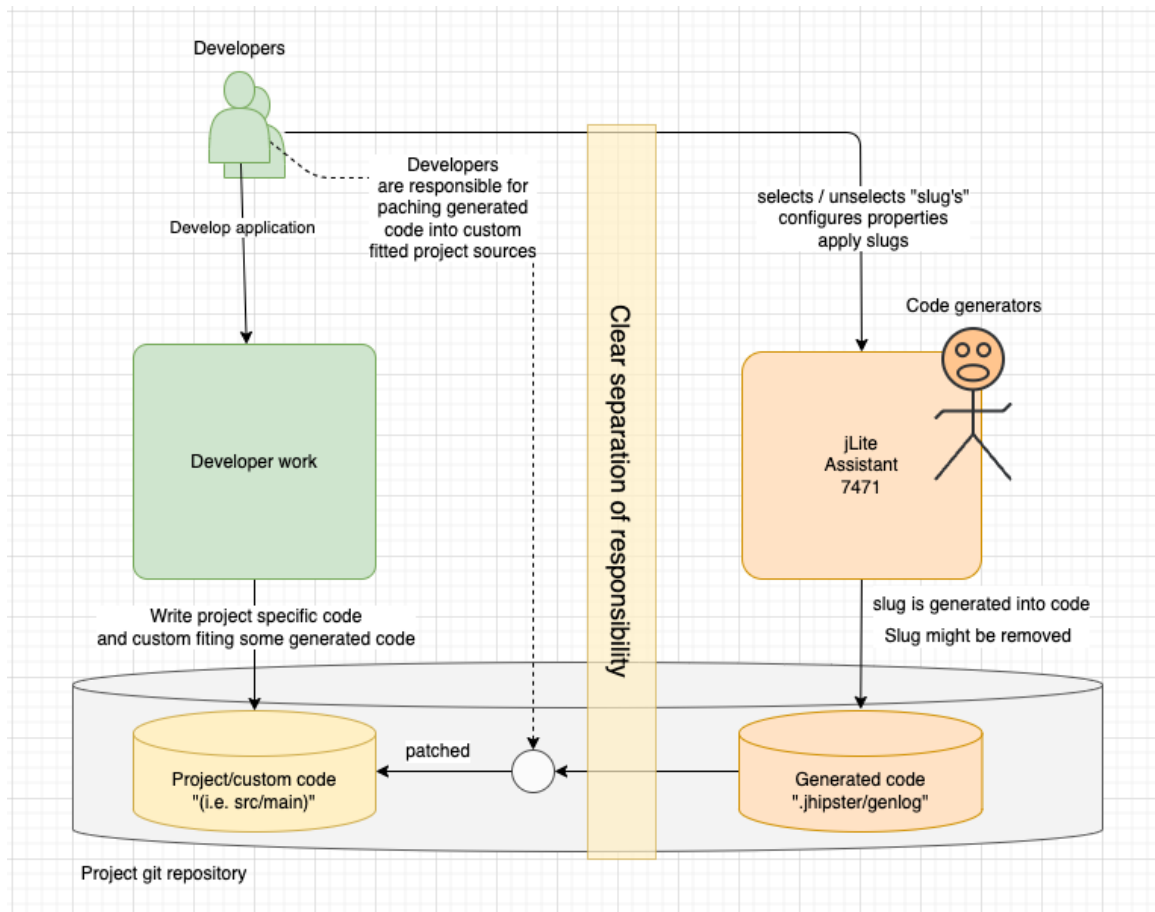 Developers
Developers
are responsible for
paching generated
code into custom
fitted project sources
selects / unselects "slug's"
configures properties
apply slugs
Develop application
Clear separation of responsibility
Code generators
Developer work
jLite
Assistant
7471
Write project specific code
and custom fiting some generated code
slug is generated into code
Slug might be removed
patched
Project/custom code
"(i.e. src/main)"
Generated code
".jhipster/genlog"
Project git repository